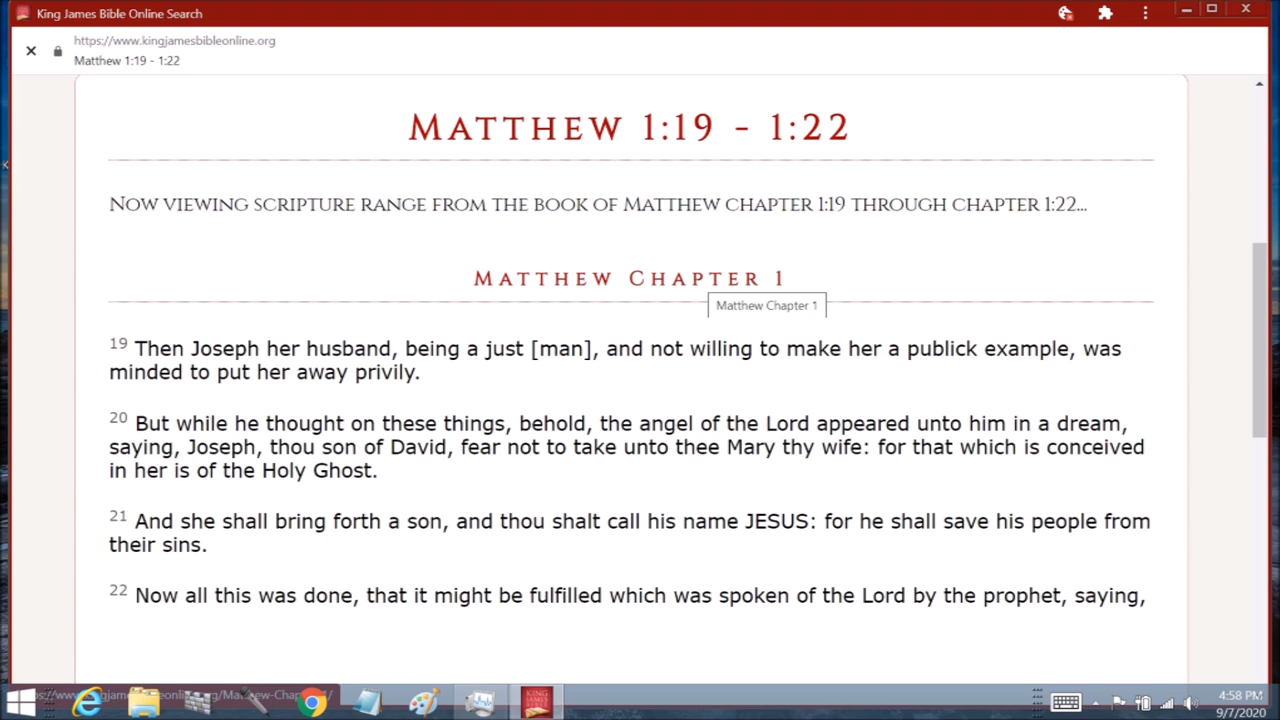 King James Bible Online Search
https://www.kingjamesbibleonline.org
Matthew 1:19 - 1:22
MATTHEW 1:19 - 1:22
NOW VIEWING SCRIPTURE RANGE FROM THE BOOK OF MATTHEW CHAPTER 1:19 THROUGH CHAPTER 1:22...
MATTHEW CHAPTER 1
Matthew Chapter 1
19 Then Joseph her husband, being a just [man], and not willing to make her a publick example, was
minded to put her away privily.
20 But while he thought on these things, behold, the angel of the Lord appeared unto him in a dream,
saying, Joseph, thou son of David, fear not to take unto thee Mary thy wife: for that which is conceived
in her is of the Holy Ghost.
21 And she shall bring forth a son, and thou shalt call his name JESUS: for he shall save his people from
their sins.
22 Now all this was done, that it might be fulfilled which was spoken of the Lord by the prophet, saying,
KING
JAMES
BIBLE
4:58 PM
9/7/2020